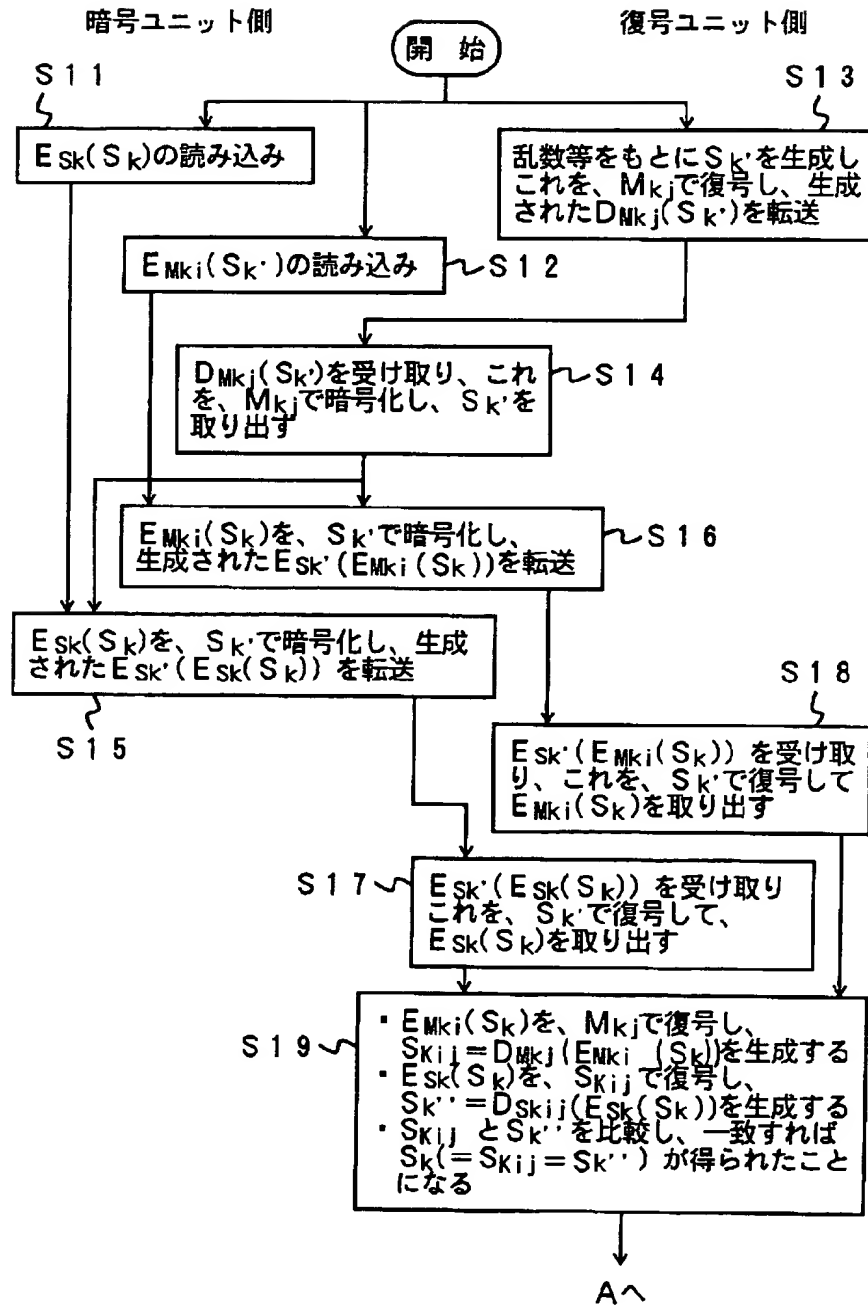 暗号ユニット側
復号ユニット側
開 始
S11
ESk(Sk)の読み込み
S13
乱数等をもとにSk'を生成し
これを、Mkjで復号し、生成
されたDMkj(Sk')を転送
EMki(Sk')の読み込み
S12
DMkj(Sk')を受け取り、これ
を、Mkjで暗号化し、Sk'を
取り出す
S14
EMki(Sk)を、Sk'で暗号化し、
生成されたESk'(EMki(Sk))を転送
S16
ESk(Sk)を、Sk'で暗号化し、生成
されたESk'(ESk(Sk))を転送
S15
S18
ESk'(EMki(Sk))を受け取
り、これを、Sk'で復号して
EMki(Sk)を取り出す
S17
ESk'(ESk(Sk))を受け取り
これを、Sk'で復号して、
ESk(Sk)を取り出す
S19
・EMki(Sk)を、Mkjで復号し、
SKij=DMkj(EMki(Sk))を生成する
・ESk(Sk)を、SKijで復号し、
Sk''=DSkij(ESk(Sk))を生成する
・SKijとSk''を比較し、一致すれば
Sk(=SKij=Sk'')が得られたこと
になる
Aへ